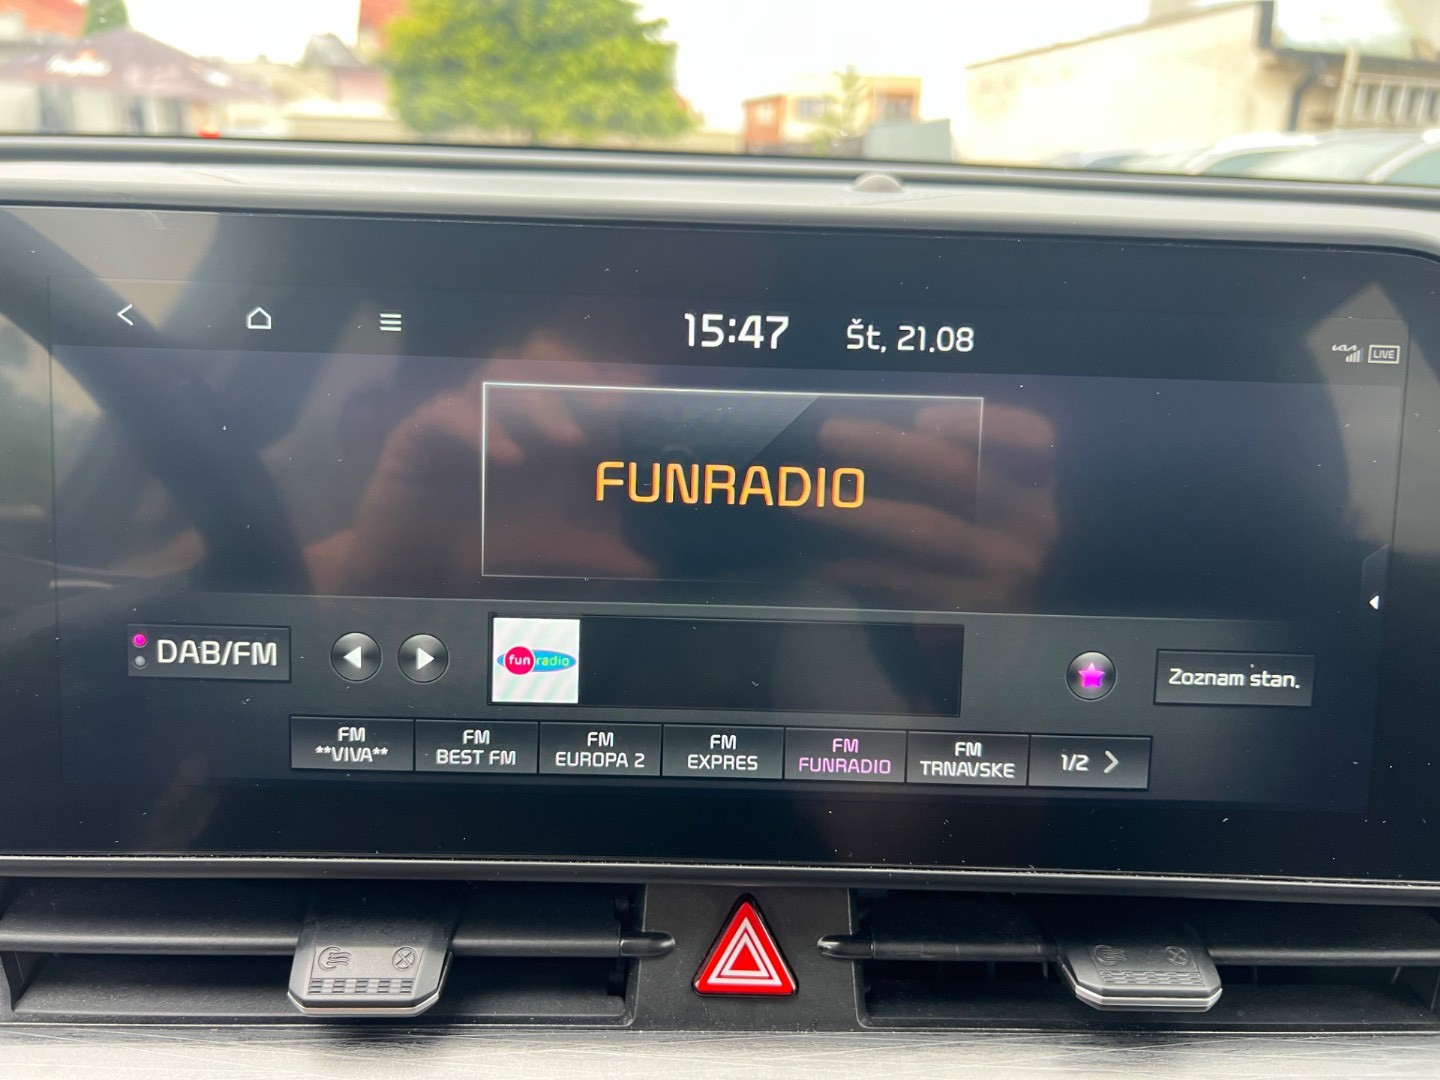 15:47 Št, 21.08
LIVE
FUNRADIO
DAB/FM
fun radio
Zoznam stan.
FM
**VIVA**
FM
BEST FM
FM
EUROPA 2
FM
EXPRES
FM
FUNRADIO
FM
TRNAVSKE
1/2